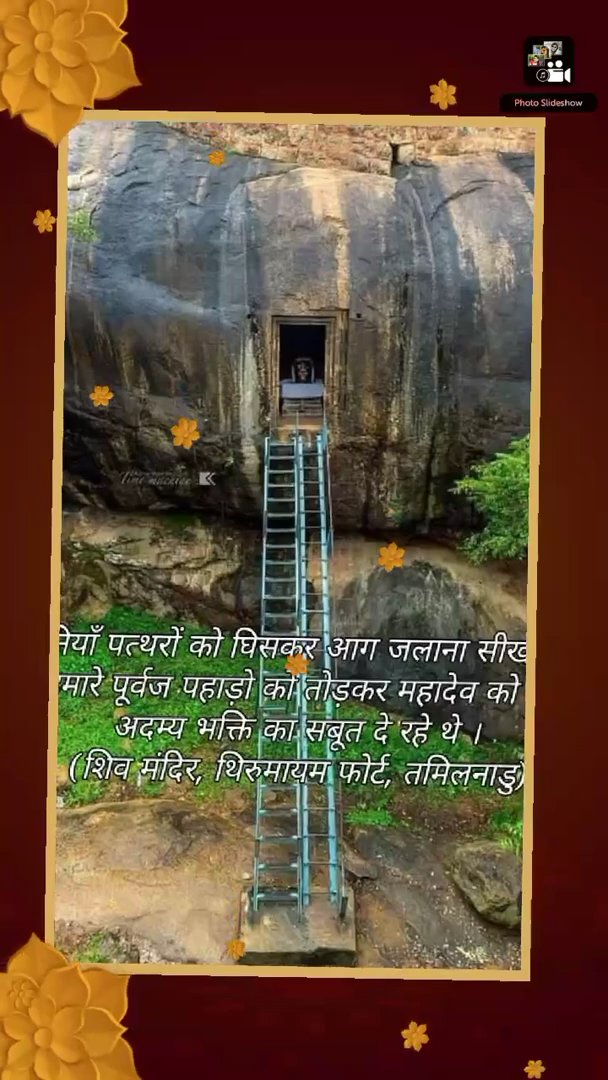 Photo Slideshow
पत्थरों को घिसकर आग जलाना
पूर्वज पहाड़ो को तोड़कर महादेव को
अदम्य भक्ति का सबूत दे रहे थे ।
(शिव मंदिर, थिरुमायम फोर्ट, तमिलनाडु)